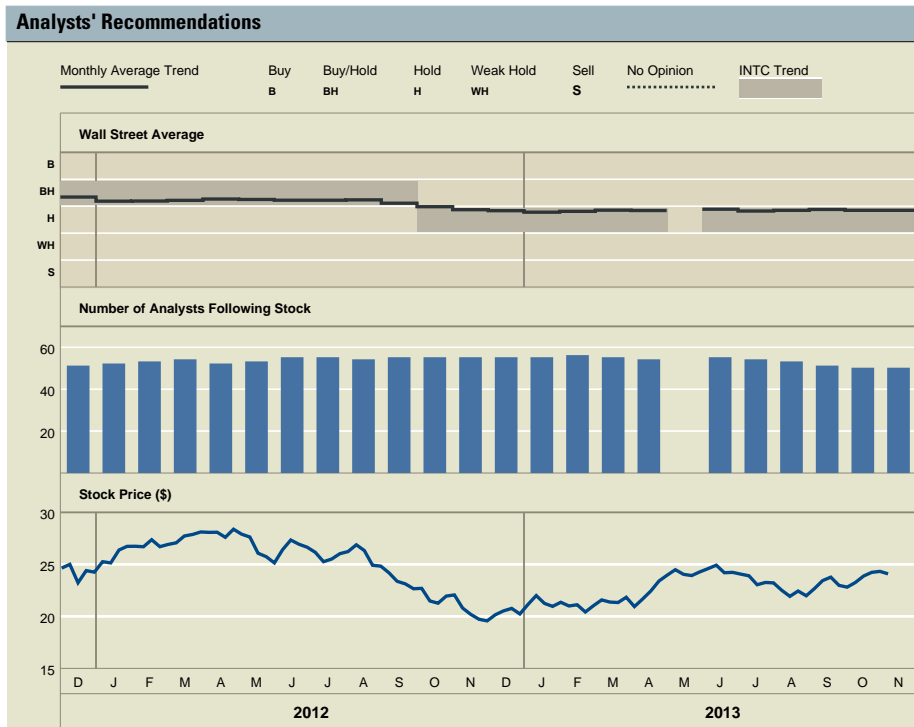 Analysts' Recommendations
Monthly Average Trend Buy Buy/Hold Hold Weak Hold Sell No Opinion INTC Trend
B BH H WH S
Wall Street Average
B
BH
H
WH
S
Number of Analysts Following Stock
60
40
20
Stock Price ($)
30
25
20
15
D J F M A M J J A S O N D J F M A M J J A S O N
2012 2013